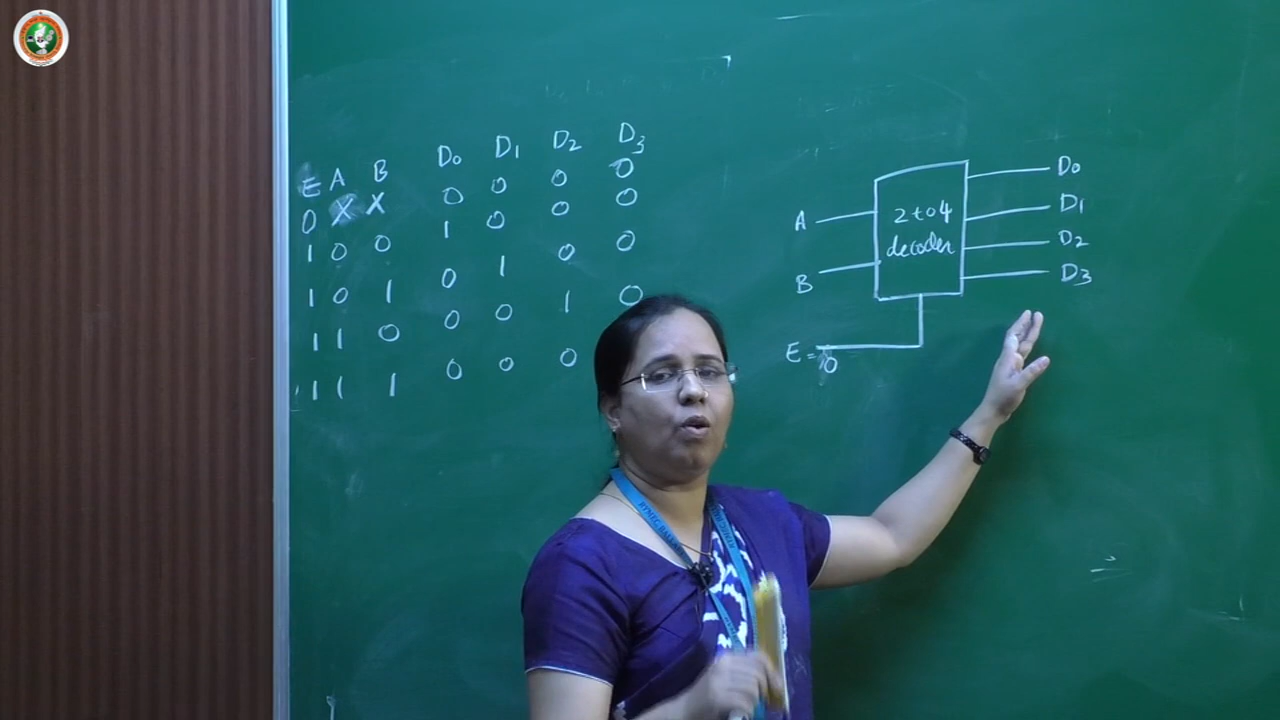 E A B D0 D1 D2 D3
0 X X 0 0 0 0
1 0 0 1 0 0 0
1 0 1 0 1 0 0
1 1 0 0 0 1 0
1 1 1 0 0 0
2 to 4
decoder
A
B
E = 0
D0
D1
D2
D3